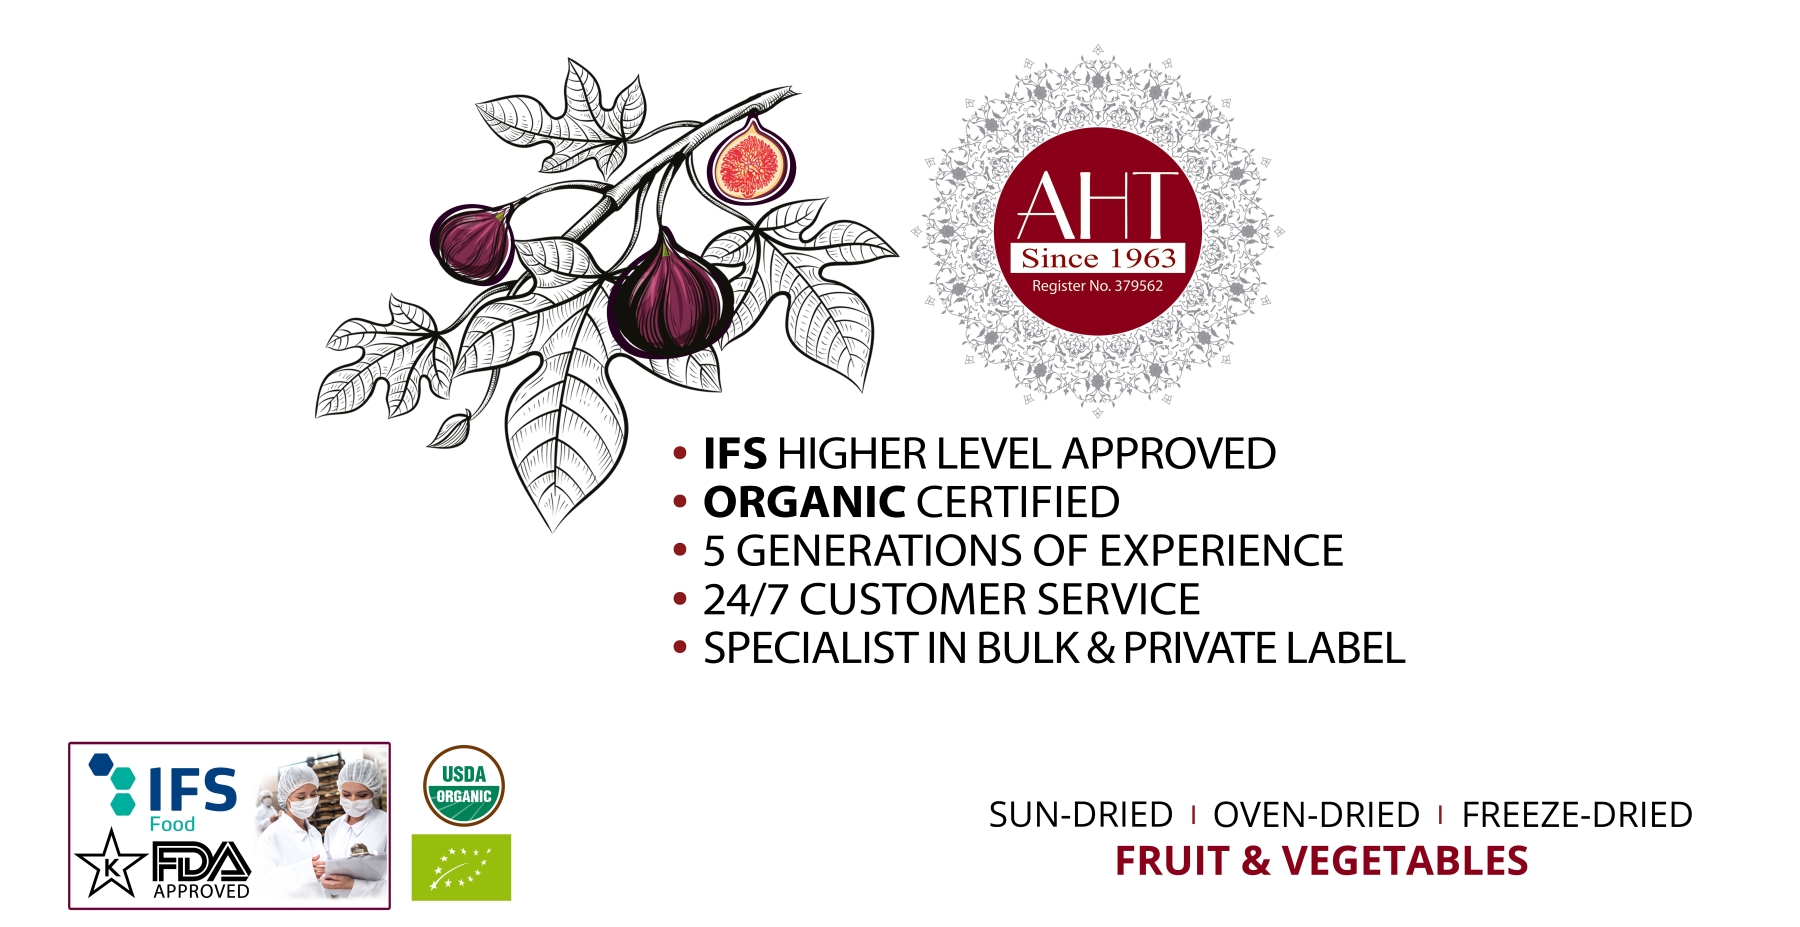 AHT
Since 1963
Register No. 379562
• IFS HIGHER LEVEL APPROVED
• ORGANIC CERTIFIED
• 5 GENERATIONS OF EXPERIENCE
• 24/7 CUSTOMER SERVICE
• SPECIALIST IN BULK & PRIVATE LABEL
IFS
Food
K
FDA
APPROVED
USDA
ORGANIC
SUN-DRIED | OVEN-DRIED | FREEZE-DRIED
FRUIT & VEGETABLES